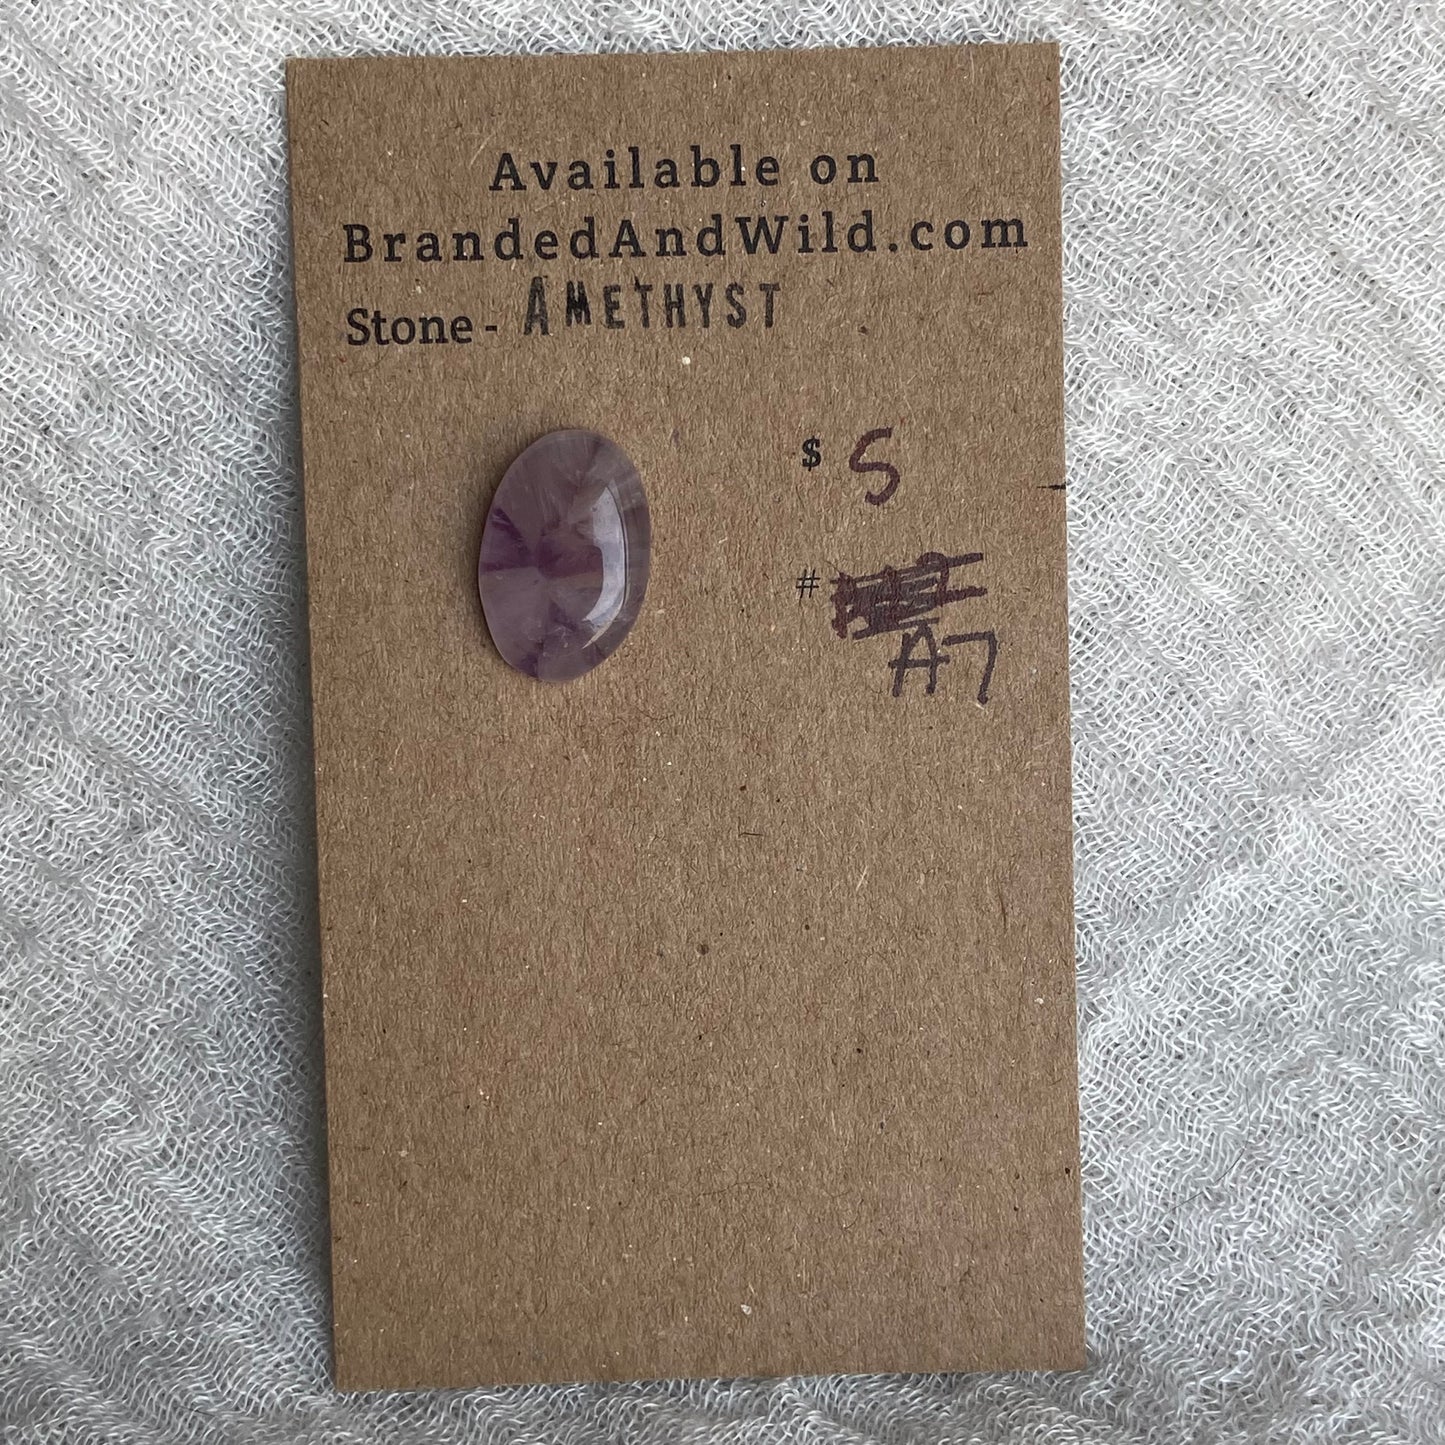 Available on
BrandedAndWild.com
Stone - AMETHYST
$ 5
#
A7